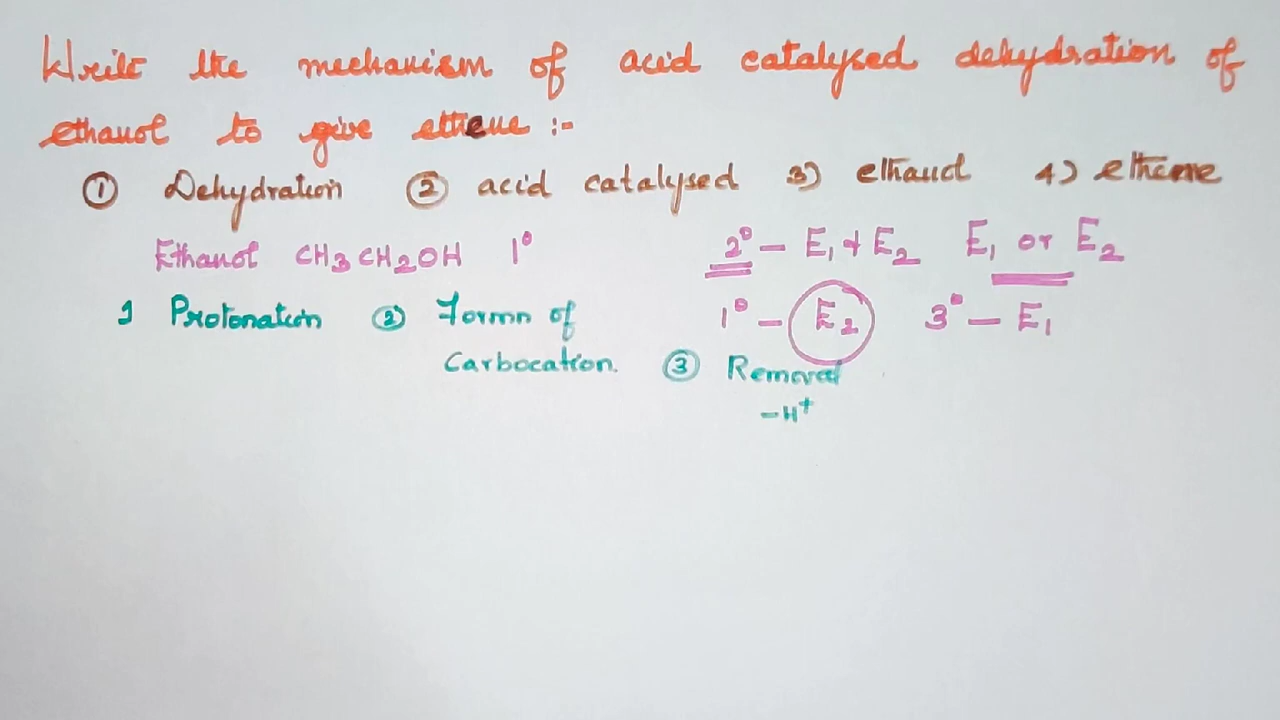 Write the mechanism of acid catalysed dehydration of
ethanol to give ethene :-
① Dehydration ② acid catalysed 3) ethanol 4) ethene
Ethanol CH3CH2OH 1° 2° - E1 + E2 E1 or E2
1 Protonation ② Formn of 1° - E2 3° - E1
Carbocation. ③ Removal
-H+